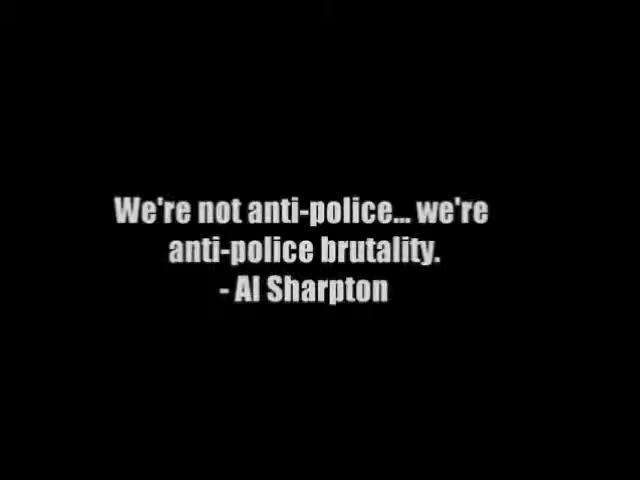 We're not anti-police... we're
anti-police brutality.
- Al Sharpton